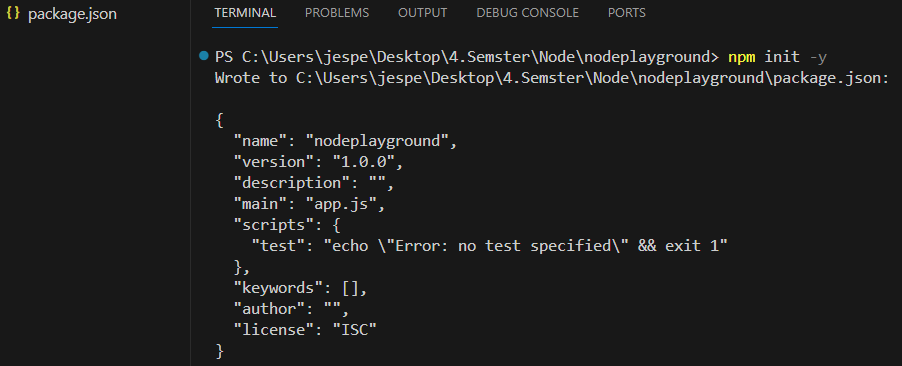 {} package.json
TERMINAL PROBLEMS OUTPUT DEBUG CONSOLE PORTS
PS C:\Users\jespe\Desktop\4.Semster\Node\nodeplayground> npm init -y
Wrote to C:\Users\jespe\Desktop\4.Semster\Node\nodeplayground\package.json:
{
  "name": "nodeplayground",
  "version": "1.0.0",
  "description": "",
  "main": "app.js",
  "scripts": {
    "test": "echo \"Error: no test specified\" && exit 1"
  },
  "keywords": [],
  "author": "",
  "license": "ISC"
}